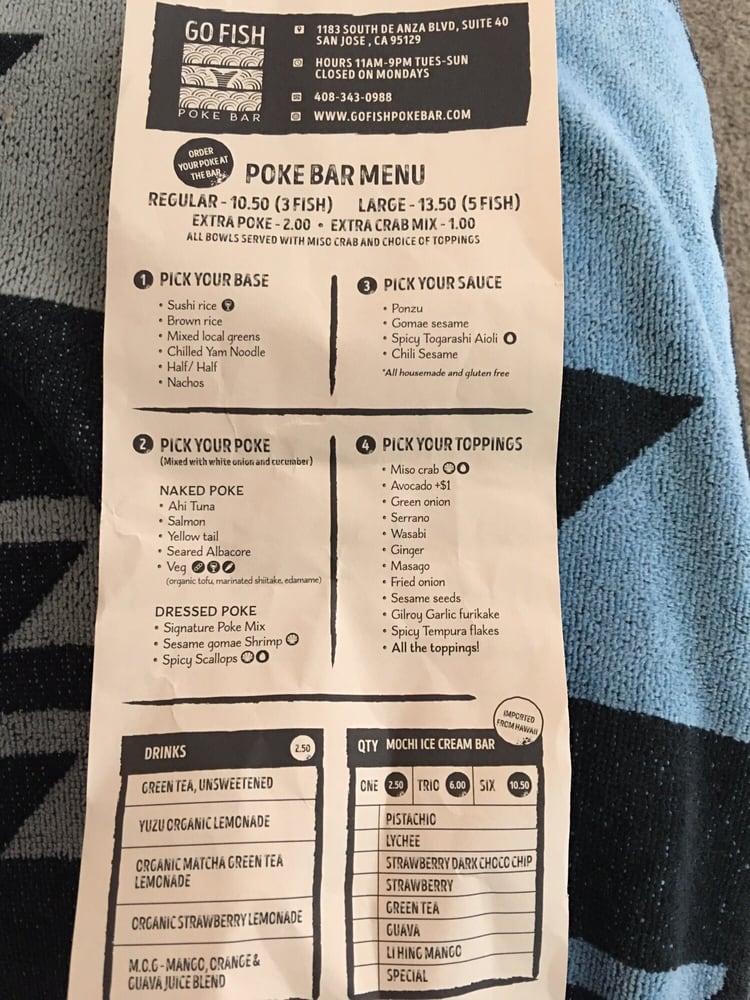 GO FISH
POKE BAR
1183 SOUTH DE ANZA BLVD, SUITE 40
SAN JOSE , CA 95129
HOURS 11AM-9PM TUES-SUN
CLOSED ON MONDAYS
408-343-0988
WWW.GOFISHPOKEBAR.COM
ORDER
YOUR POKE AT
THE BAR
POKE BAR MENU
REGULAR - 10.50 (3 FISH) LARGE - 13.50 (5 FISH)
EXTRA POKE - 2.00 • EXTRA CRAB MIX - 1.00
ALL BOWLS SERVED WITH MISO CRAB AND CHOICE OF TOPPINGS
1 PICK YOUR BASE
• Sushi rice
• Brown rice
• Mixed local greens
• Chilled Yam Noodle
• Half/ Half
• Nachos
3 PICK YOUR SAUCE
• Ponzu
• Gomae sesame
• Spicy Togarashi Aioli
• Chili Sesame
*All housemade and gluten free
2 PICK YOUR POKE
(Mixed with white onion and cucumber)
NAKED POKE
• Ahi Tuna
• Salmon
• Yellow tail
• Seared Albacore
• Veg
(organic tofu, marinated shiitake, edamame)
DRESSED POKE
• Signature Poke Mix
• Sesame gomae Shrimp
• Spicy Scallops
4 PICK YOUR TOPPINGS
• Miso crab
• Avocado +$1
• Green onion
• Serrano
• Wasabi
• Ginger
• Masago
• Fried onion
• Sesame seeds
• Gilroy Garlic furikake
• Spicy Tempura flakes
• All the toppings!
DRINKS 2.50
GREEN TEA, UNSWEETENED
YUZU ORGANIC LEMONADE
ORGANIC MATCHA GREEN TEA
LEMONADE
ORGANIC STRAWBERRY LEMONADE
M.O.G - MANGO, ORANGE &
GUAVA JUICE BLEND
IMPORTED
FROM HAWAII
QTY MOCHI ICE CREAM BAR
ONE 2.50 TRIO 6.00 SIX 10.50
PISTACHIO
LYCHEE
STRAWBERRY DARK CHOCO CHIP
STRAWBERRY
GREEN TEA
GUAVA
LI HING MANGO
SPECIAL